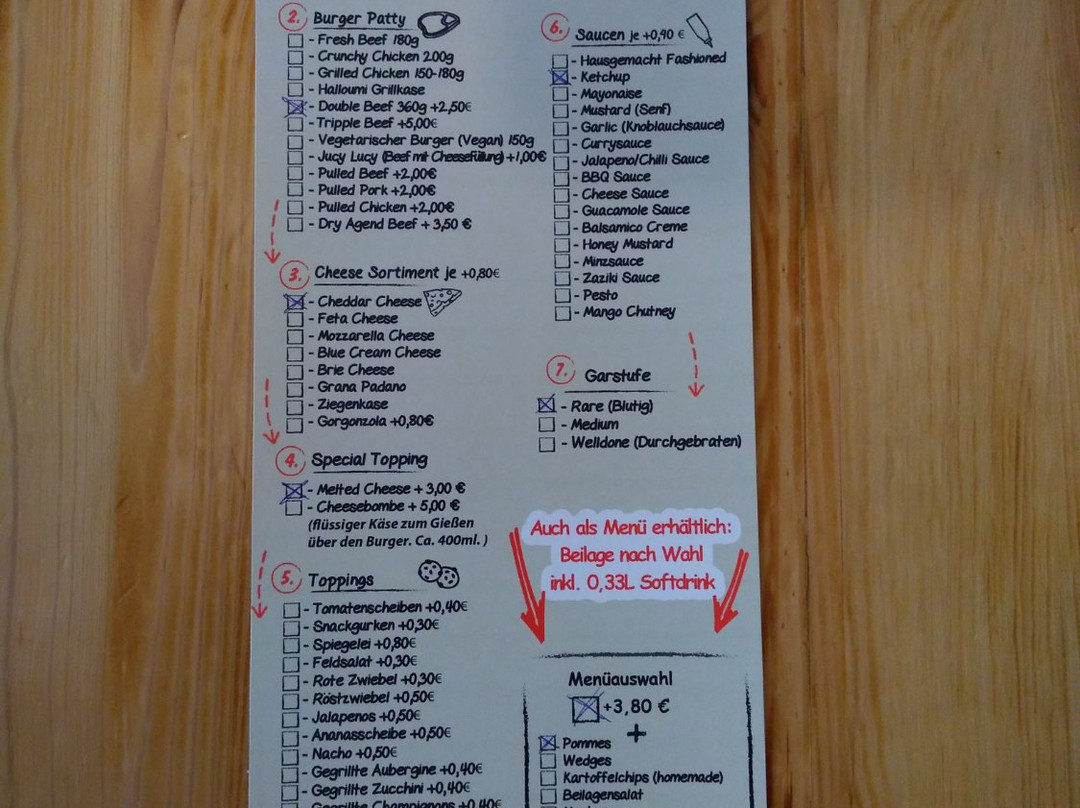 2. Burger Patty
- Fresh Beef 180g
- Crunchy Chicken 200g
- Grilled Chicken 150-180g
- Halloumi Grillkase
- Double Beef 360g +2,50€
- Tripple Beef +5,00€
- Vegetarischer Burger (Vegan) 150g
- Jucy Lucy (Beef mit Cheesefüllung) +1,00€
- Pulled Beef +2,00€
- Pulled Pork +2,00€
- Pulled Chicken +2,00€
- Dry Agend Beef + 3,50 €
3. Cheese Sortiment je +0,80€
- Cheddar Cheese
- Feta Cheese
- Mozzarella Cheese
- Blue Cream Cheese
- Brie Cheese
- Grana Padano
- Ziegenkase
- Gorgonzola +0,80€
4. Special Topping
- Melted Cheese + 3,00 €
- Cheesebombe + 5,00 €
(flüssiger Käse zum Gießen
über den Burger. Ca. 400ml. )
5. Toppings
- Tomatenscheiben +0,40€
- Snackgurken +0,30€
- Spiegelei +0,80€
- Feldsalat +0,30€
- Rote Zwiebel +0,30€
- Röstzwiebel +0,50€
- Jalapenos +0,50€
- Ananasscheibe +0,50€
- Nacho +0,50€
- Gegrillte Aubergine +0,40€
- Gegrillte Zucchini +0,40€
- Gegrillte Champignons +0,40€
6. Saucen je +0,40 €
- Hausgemacht Fashioned
- Ketchup
- Mayonaise
- Mustard (Senf)
- Garlic (Knoblauchsauce)
- Currysauce
- Jalapeno/Chilli Sauce
- BBQ Sauce
- Cheese Sauce
- Guacamole Sauce
- Balsamico Creme
- Honey Mustard
- Minzsauce
- Zaziki Sauce
- Pesto
- Mango Chutney
7. Garstufe
- Rare (Blutig)
- Medium
- Welldone (Durchgebraten)
Auch als Menü erhältlich:
Beilage nach Wahl
inkl. 0,33L Softdrink
Menüauswahl
+3,80 €
+
Pommes
Wedges
Kartoffelchips (homemade)
Beilagensalat